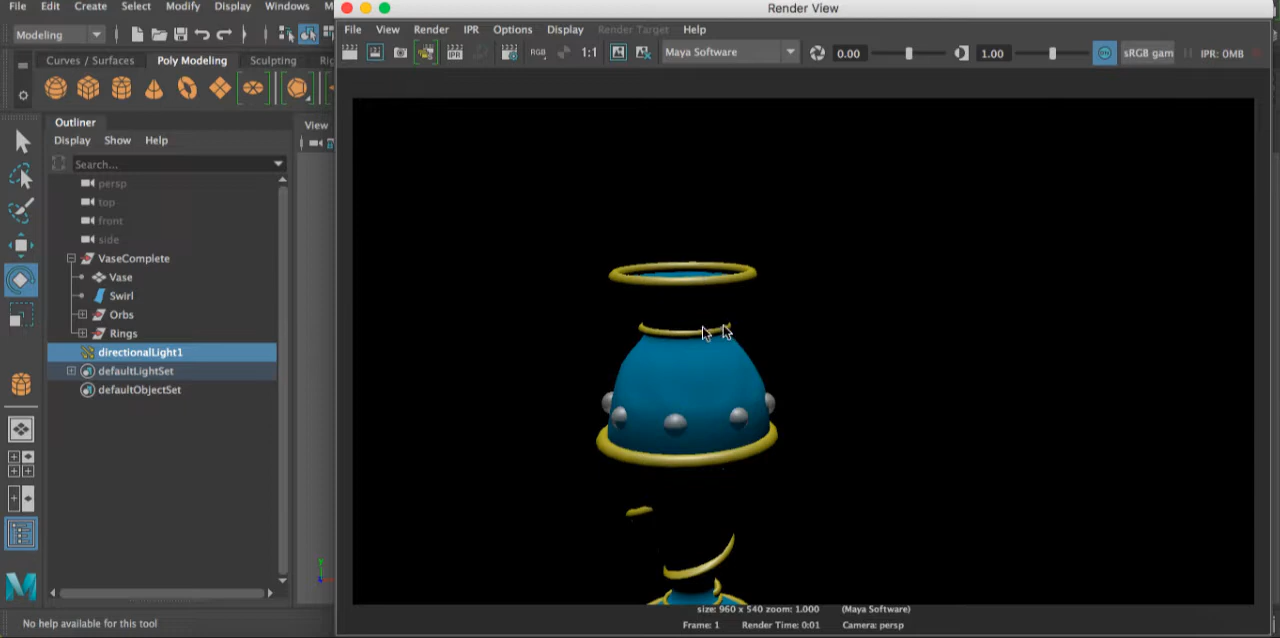 File Edit Create Select Modify Display Windows
Render View
Modeling
File View Render IPR Options Display Render Target Help
RGB 1:1 Maya Software 0.00 1.00 sRGB gam IPR: 0MB
Curves / Surfaces Poly Modeling Sculpting
IPR
Outliner
View
Display Show Help
Search...
persp
top
front
side
VaseComplete
Vase
Swirl
Orbs
Rings
directionalLight1
defaultLightSet
defaultObjectSet
size: 960 x 540 zoom: 1.000 (Maya Software)
Frame: 1 Render Time: 0:01 Camera: persp
No help available for this tool